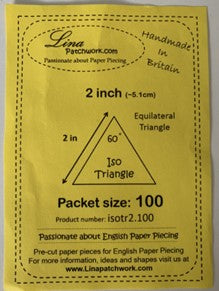 Lina
Patchwork.com
Passionate about Paper Piecing
Handmade
In
Britain
2 inch (~5.1cm)
Equilateral
Triangle
2 in
60°
Iso
Triangle
Packet size: 100
Product number: isotr2.100
Passionate about English Paper Piecing
Pre-cut paper pieces for English Paper Piecing
For more information, ideas and shapes visit us at
www.Linapatchwork.com